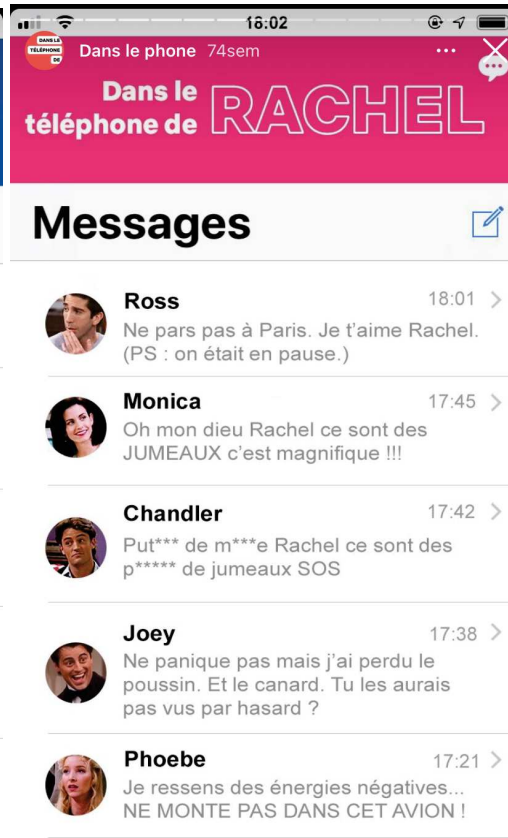 18:02
DANS LE
TÉLÉPHONE
DE
Dans le phone 74sem
Dans le
téléphone de RACHEL
Messages
Ross 18:01
Ne pars pas à Paris. Je t'aime Rachel.
(PS : on était en pause.)
Monica 17:45
Oh mon dieu Rachel ce sont des
JUMEAUX c'est magnifique !!!
Chandler 17:42
Put*** de m***e Rachel ce sont des
p***** de jumeaux SOS
Joey 17:38
Ne panique pas mais j'ai perdu le
poussin. Et le canard. Tu les aurais
pas vus par hasard ?
Phoebe 17:21
Je ressens des énergies négatives...
NE MONTE PAS DANS CET AVION !